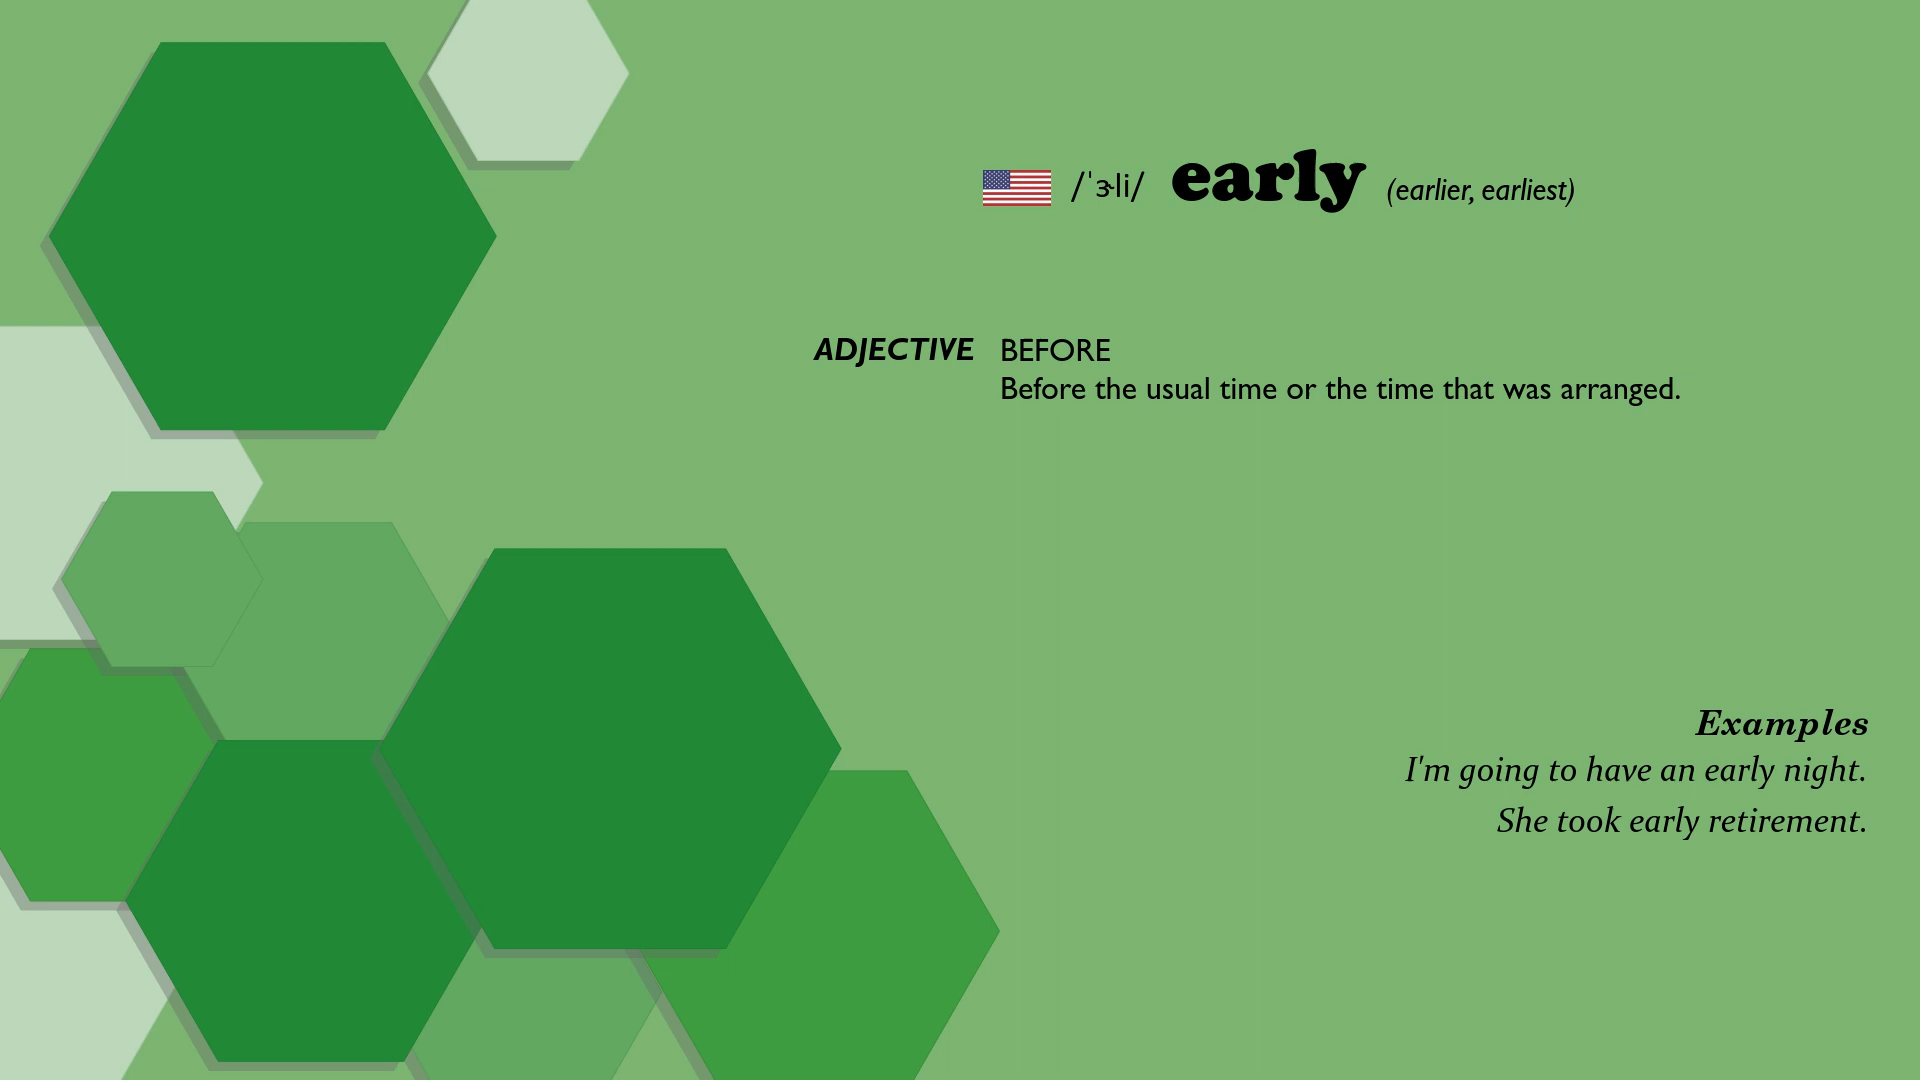 /ˈɝli/ early (earlier, earliest)
ADJECTIVE BEFORE
Before the usual time or the time that was arranged.
Examples
I'm going to have an early night.
She took early retirement.